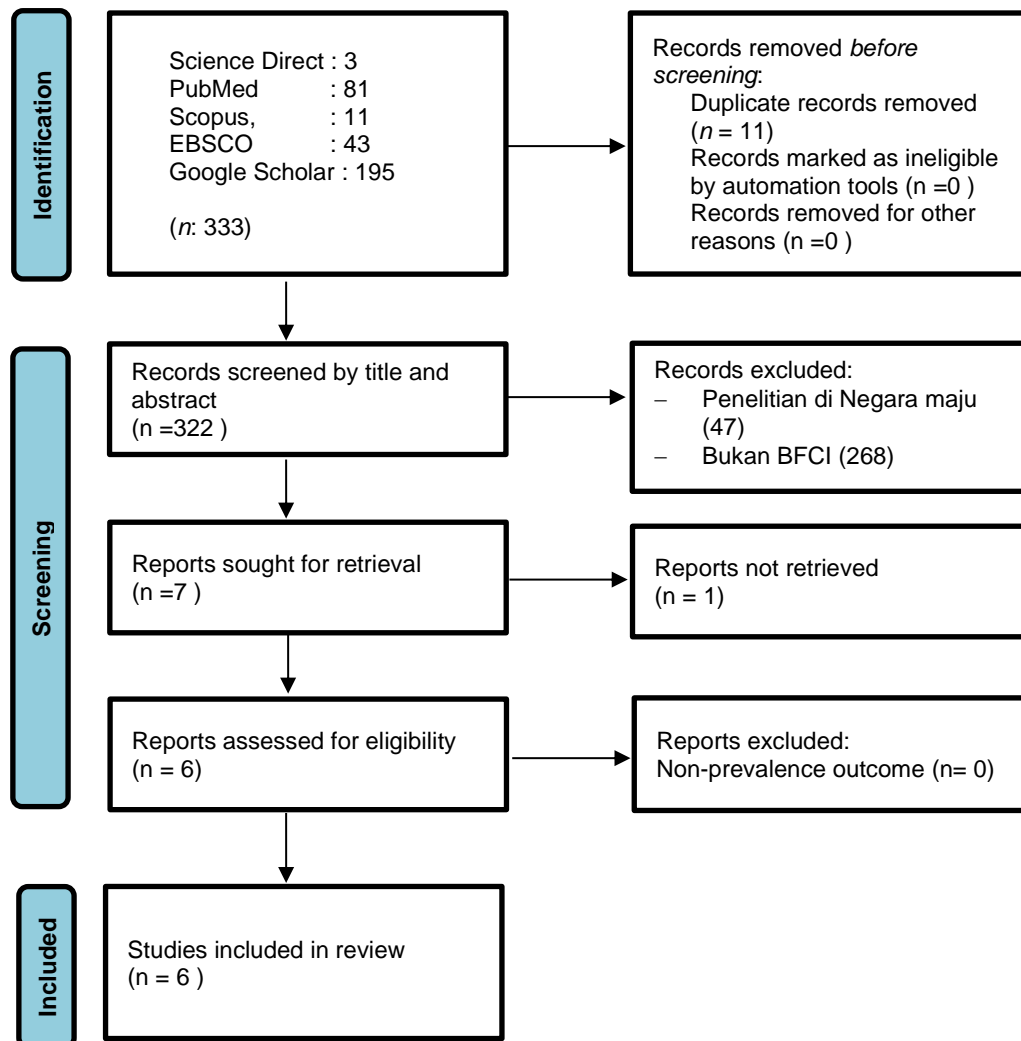 Identification
Science Direct : 3
PubMed : 81
Scopus, : 11
EBSCO : 43
Google Scholar : 195
(n: 333)
Records removed before
screening:
Duplicate records removed
(n = 11)
Records marked as ineligible
by automation tools (n =0 )
Records removed for other
reasons (n =0 )
Screening
Records screened by title and
abstract
(n =322 )
Records excluded:
– Penelitian di Negara maju
(47)
– Bukan BFCI (268)
Reports sought for retrieval
(n =7 )
Reports not retrieved
(n = 1)
Reports assessed for eligibility
(n = 6)
Reports excluded:
Non-prevalence outcome (n= 0)
Included
Studies included in review
(n = 6 )